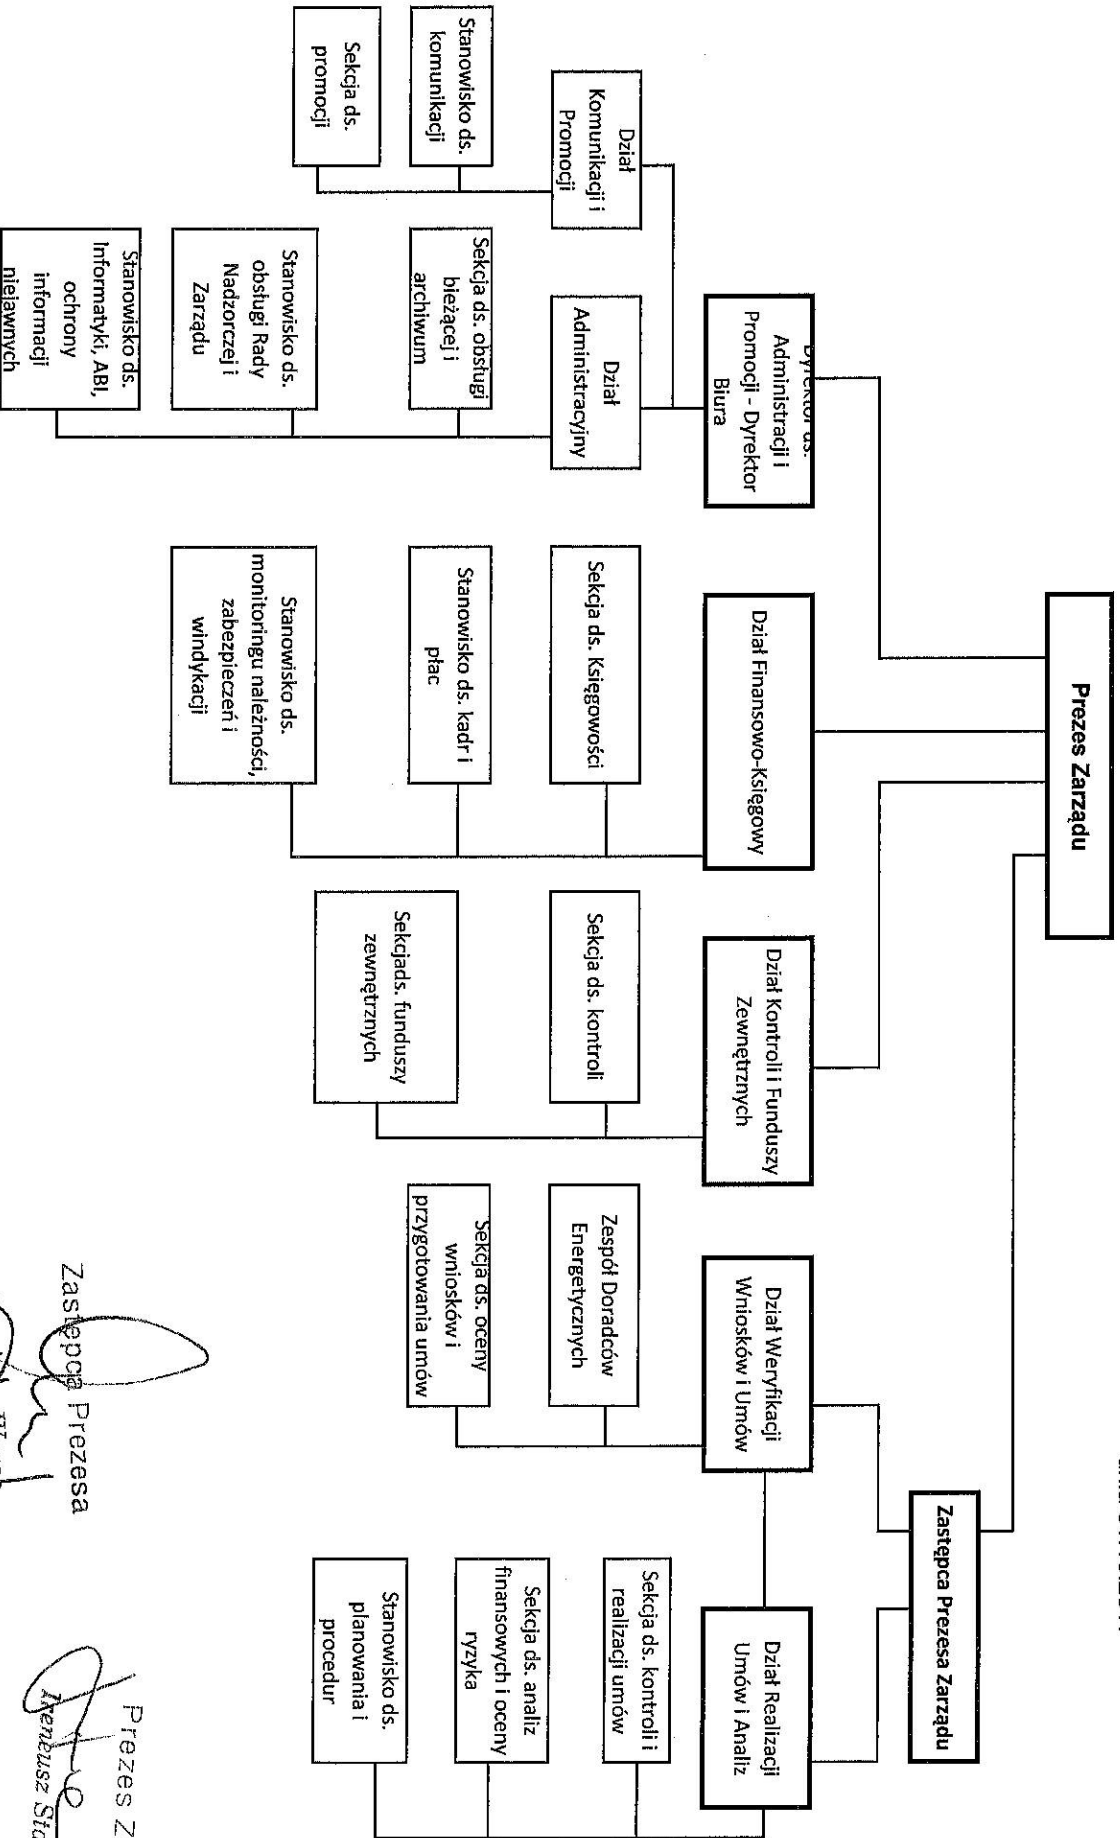 Prezes Zarządu
Zastępca Prezesa Zarządu
Dyrektor ds.
Administracji i
Promocji - Dyrektor
Biura
Dział Finansowo-Księgowy
Dział Kontroli i Funduszy
Zewnętrznych
Dział Weryfikacji
Wniosków i Umów
Dział Realizacji
Umów i Analiz
Dział
Komunikacji i
Promocji
Stanowisko ds.
komunikacji
Sekcja ds.
promocji
Dział
Administracyjny
Sekcja ds. obsługi
bieżącej i
archiwum
Stanowisko ds.
obsługi Rady
Nadzorczej i
Zarządu
Stanowisko ds.
Informatyki, ABI,
ochrony
informacji
niejawnych
Sekcja ds. Księgowości
Stanowisko ds. kadr i
płac
Stanowisko ds.
monitoringu należności,
zabezpieczeń i
windykacji
Sekcja ds. kontroli
Sekcjads. funduszy
zewnętrznych
Zespół Doradców
Energetycznych
Sekcja ds. oceny
wniosków i
przygotowania umów
Sekcja ds. kontroli i
realizacji umów
Sekcja ds. analiz
finansowych i oceny
ryzyka
Stanowisko ds.
planowania i
procedur
Zastępca Prezesa
Prezes Z
Ireneusz Sta